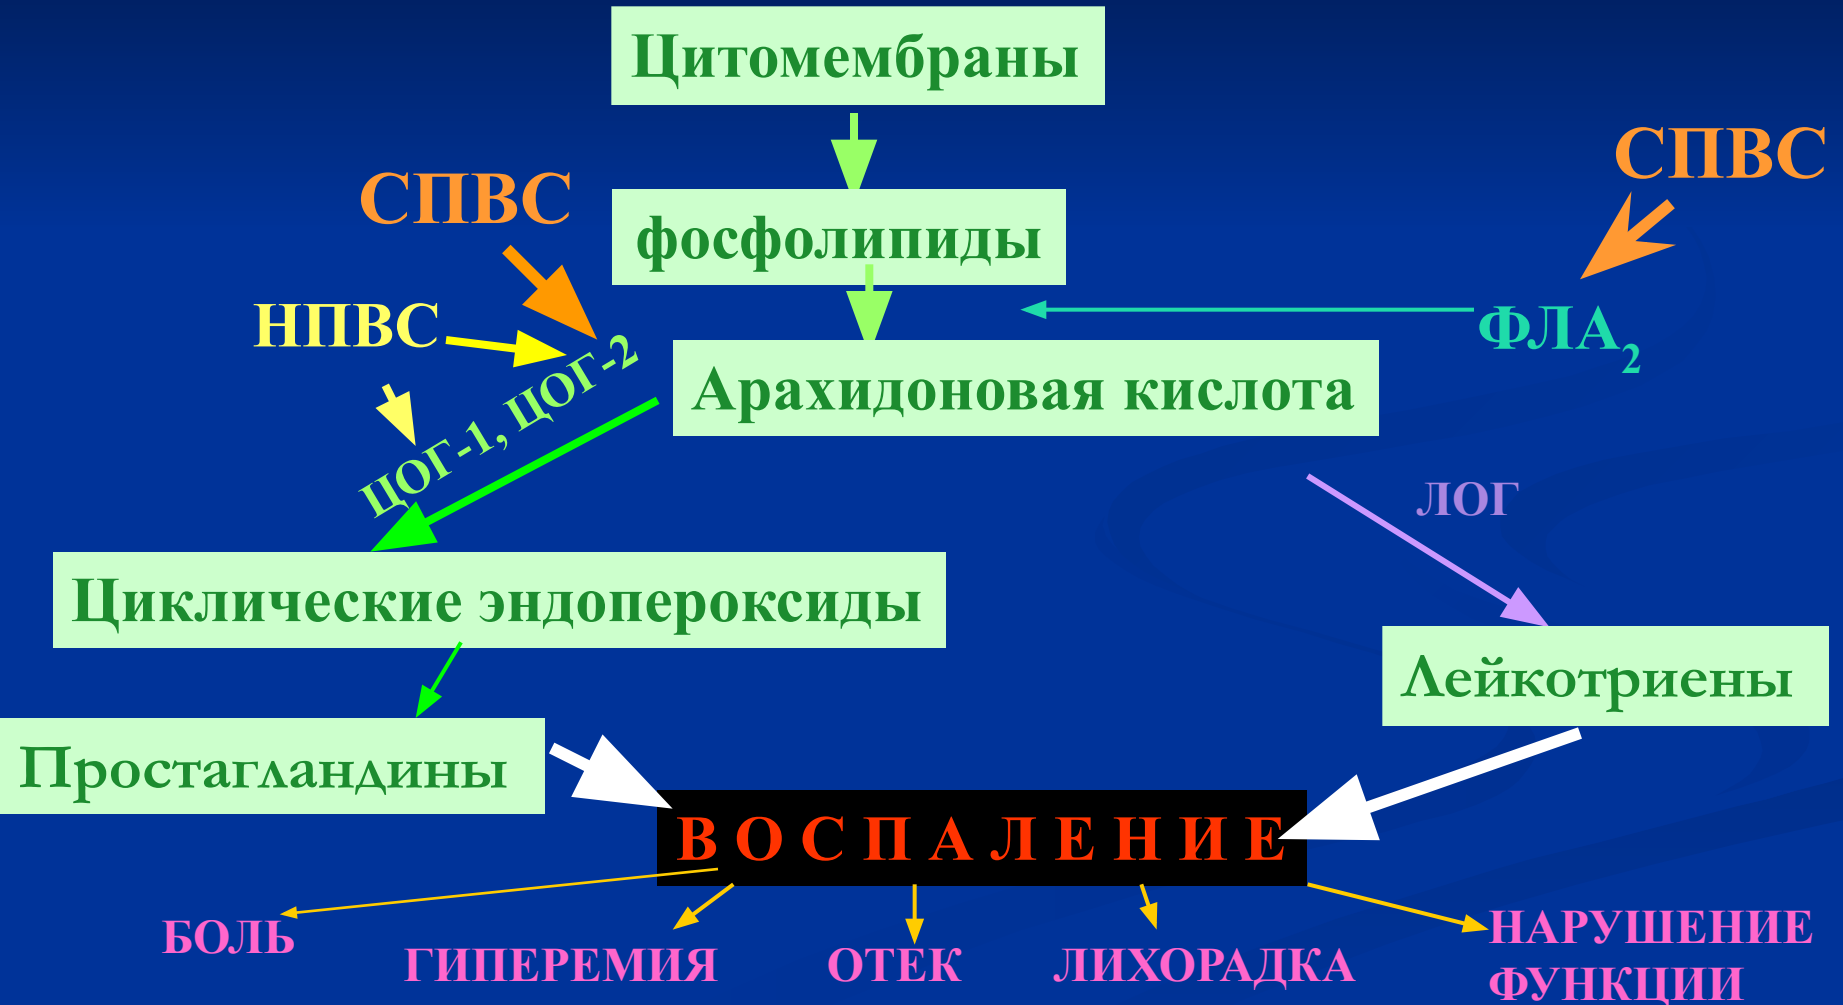 Цитомембраны
СПВС
СПВС
фосфолипиды
НПВС
ФЛА2
ЦОГ-1, ЦОГ-2
Арахидоновая кислота
ЛОГ
Циклические эндопероксиды
Лейкотриены
Простагландины
В О С П А Л Е Н И Е
БОЛЬ
ГИПЕРЕМИЯ
ОТЕК
ЛИХОРАДКА
НАРУШЕНИЕ
ФУНКЦИИ